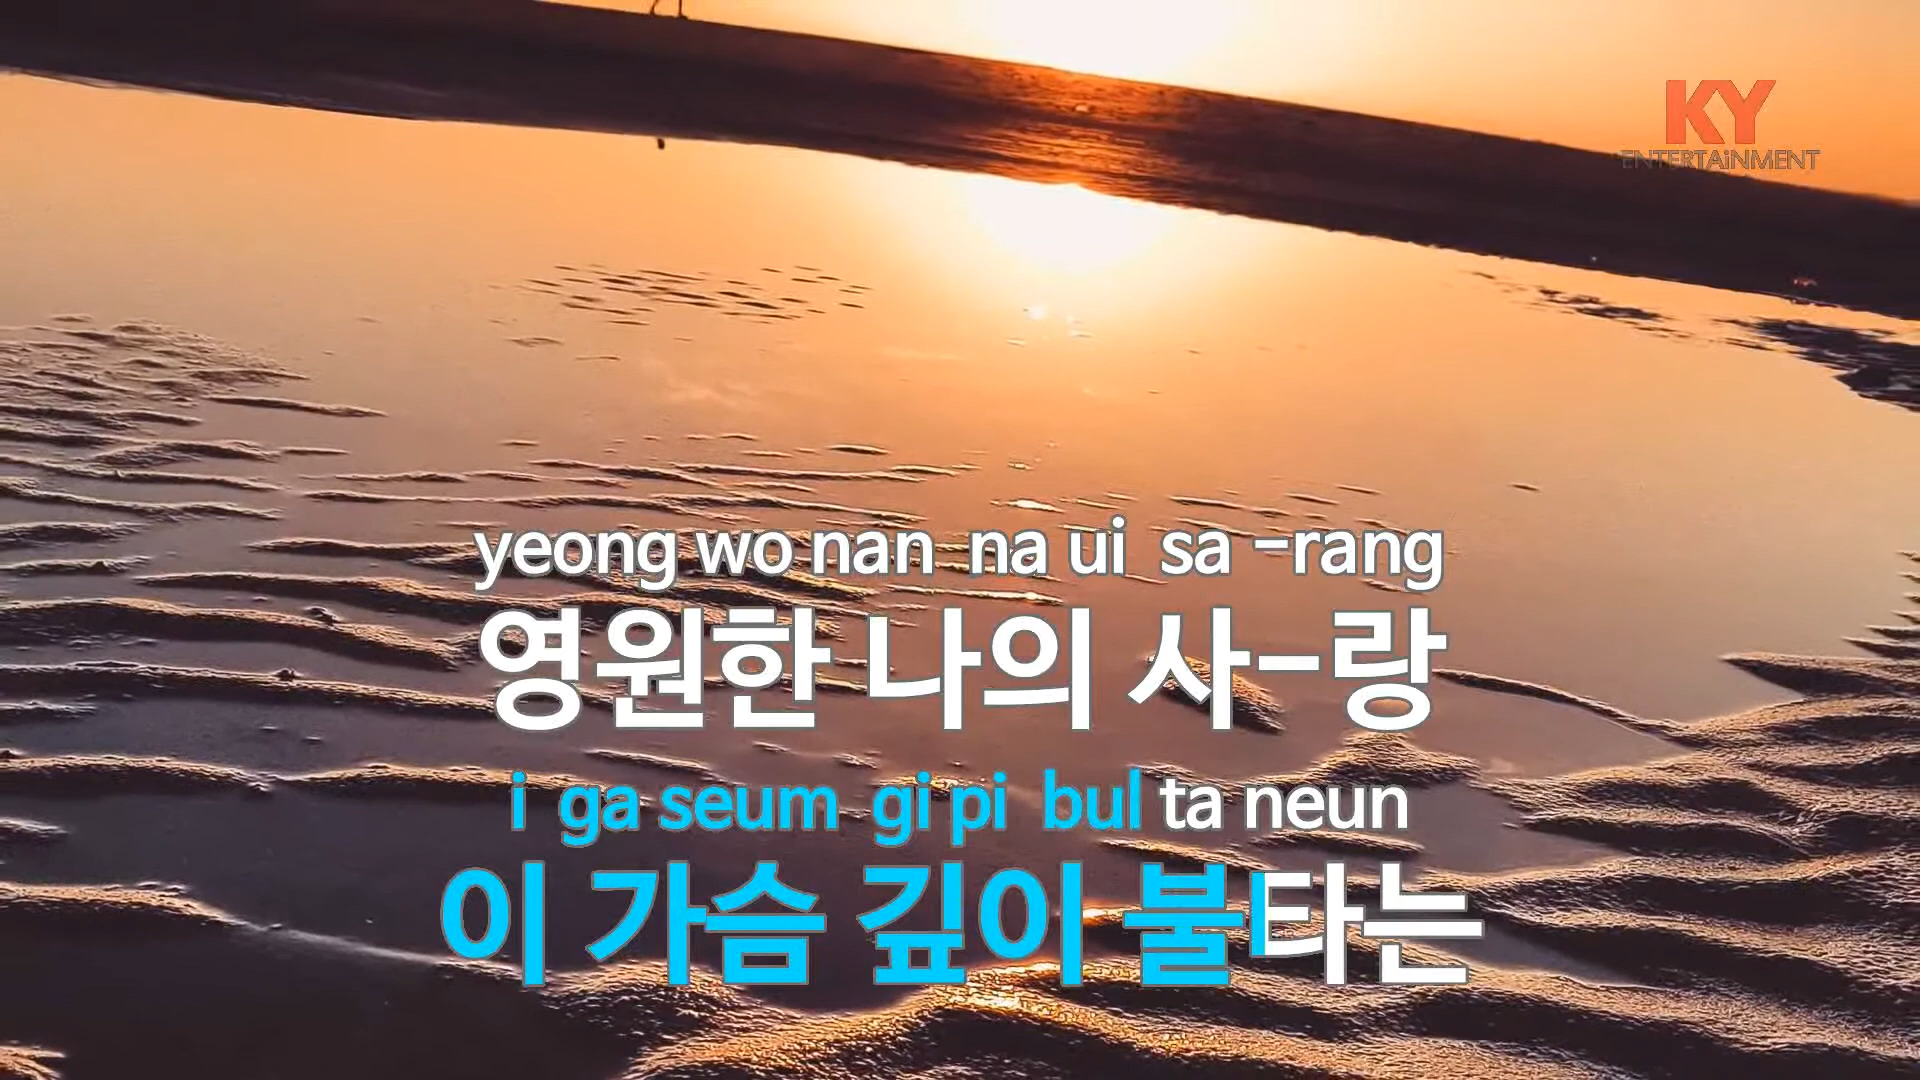 KY
ENTERTAiNMENT
yeong wo nan na ui sa -rang
영원한 나의 사-랑
i ga seum gi pi bul ta neun
이 가슴 깊이 불타는